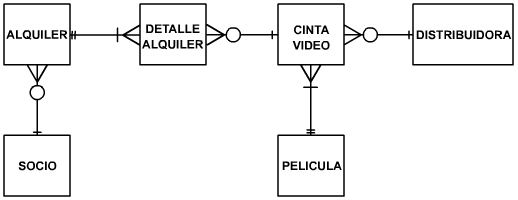 ALQUILER
DETALLE
ALQUILER
CINTA
VIDEO
DISTRIBUIDORA
SOCIO
PELICULA